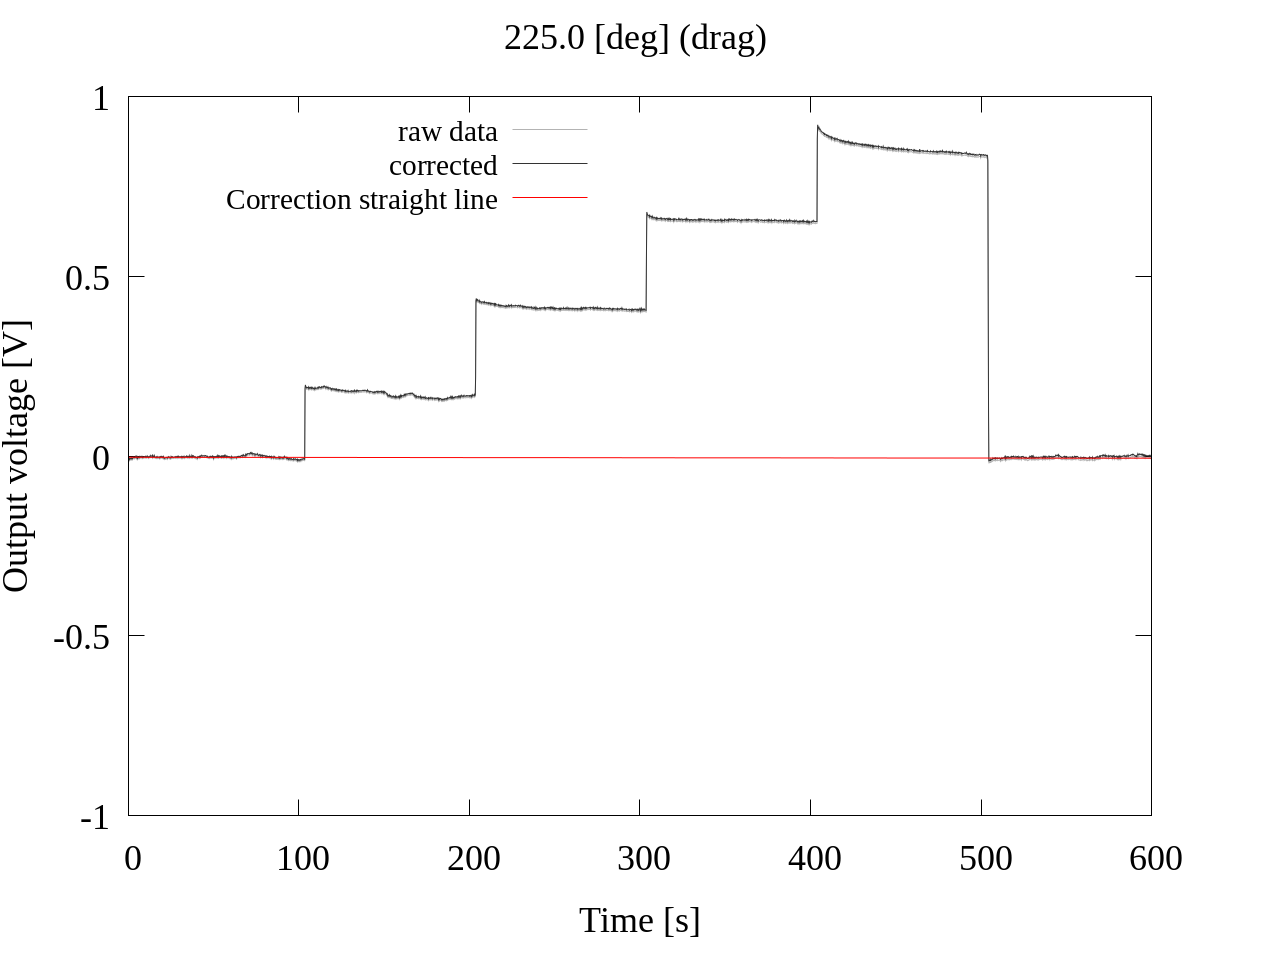 225.0 [deg] (drag)
1
0.5
0
-0.5
-1
raw data
corrected
Correction straight line
Output voltage [V]
0 100 200 300 400 500 600
Time [s]